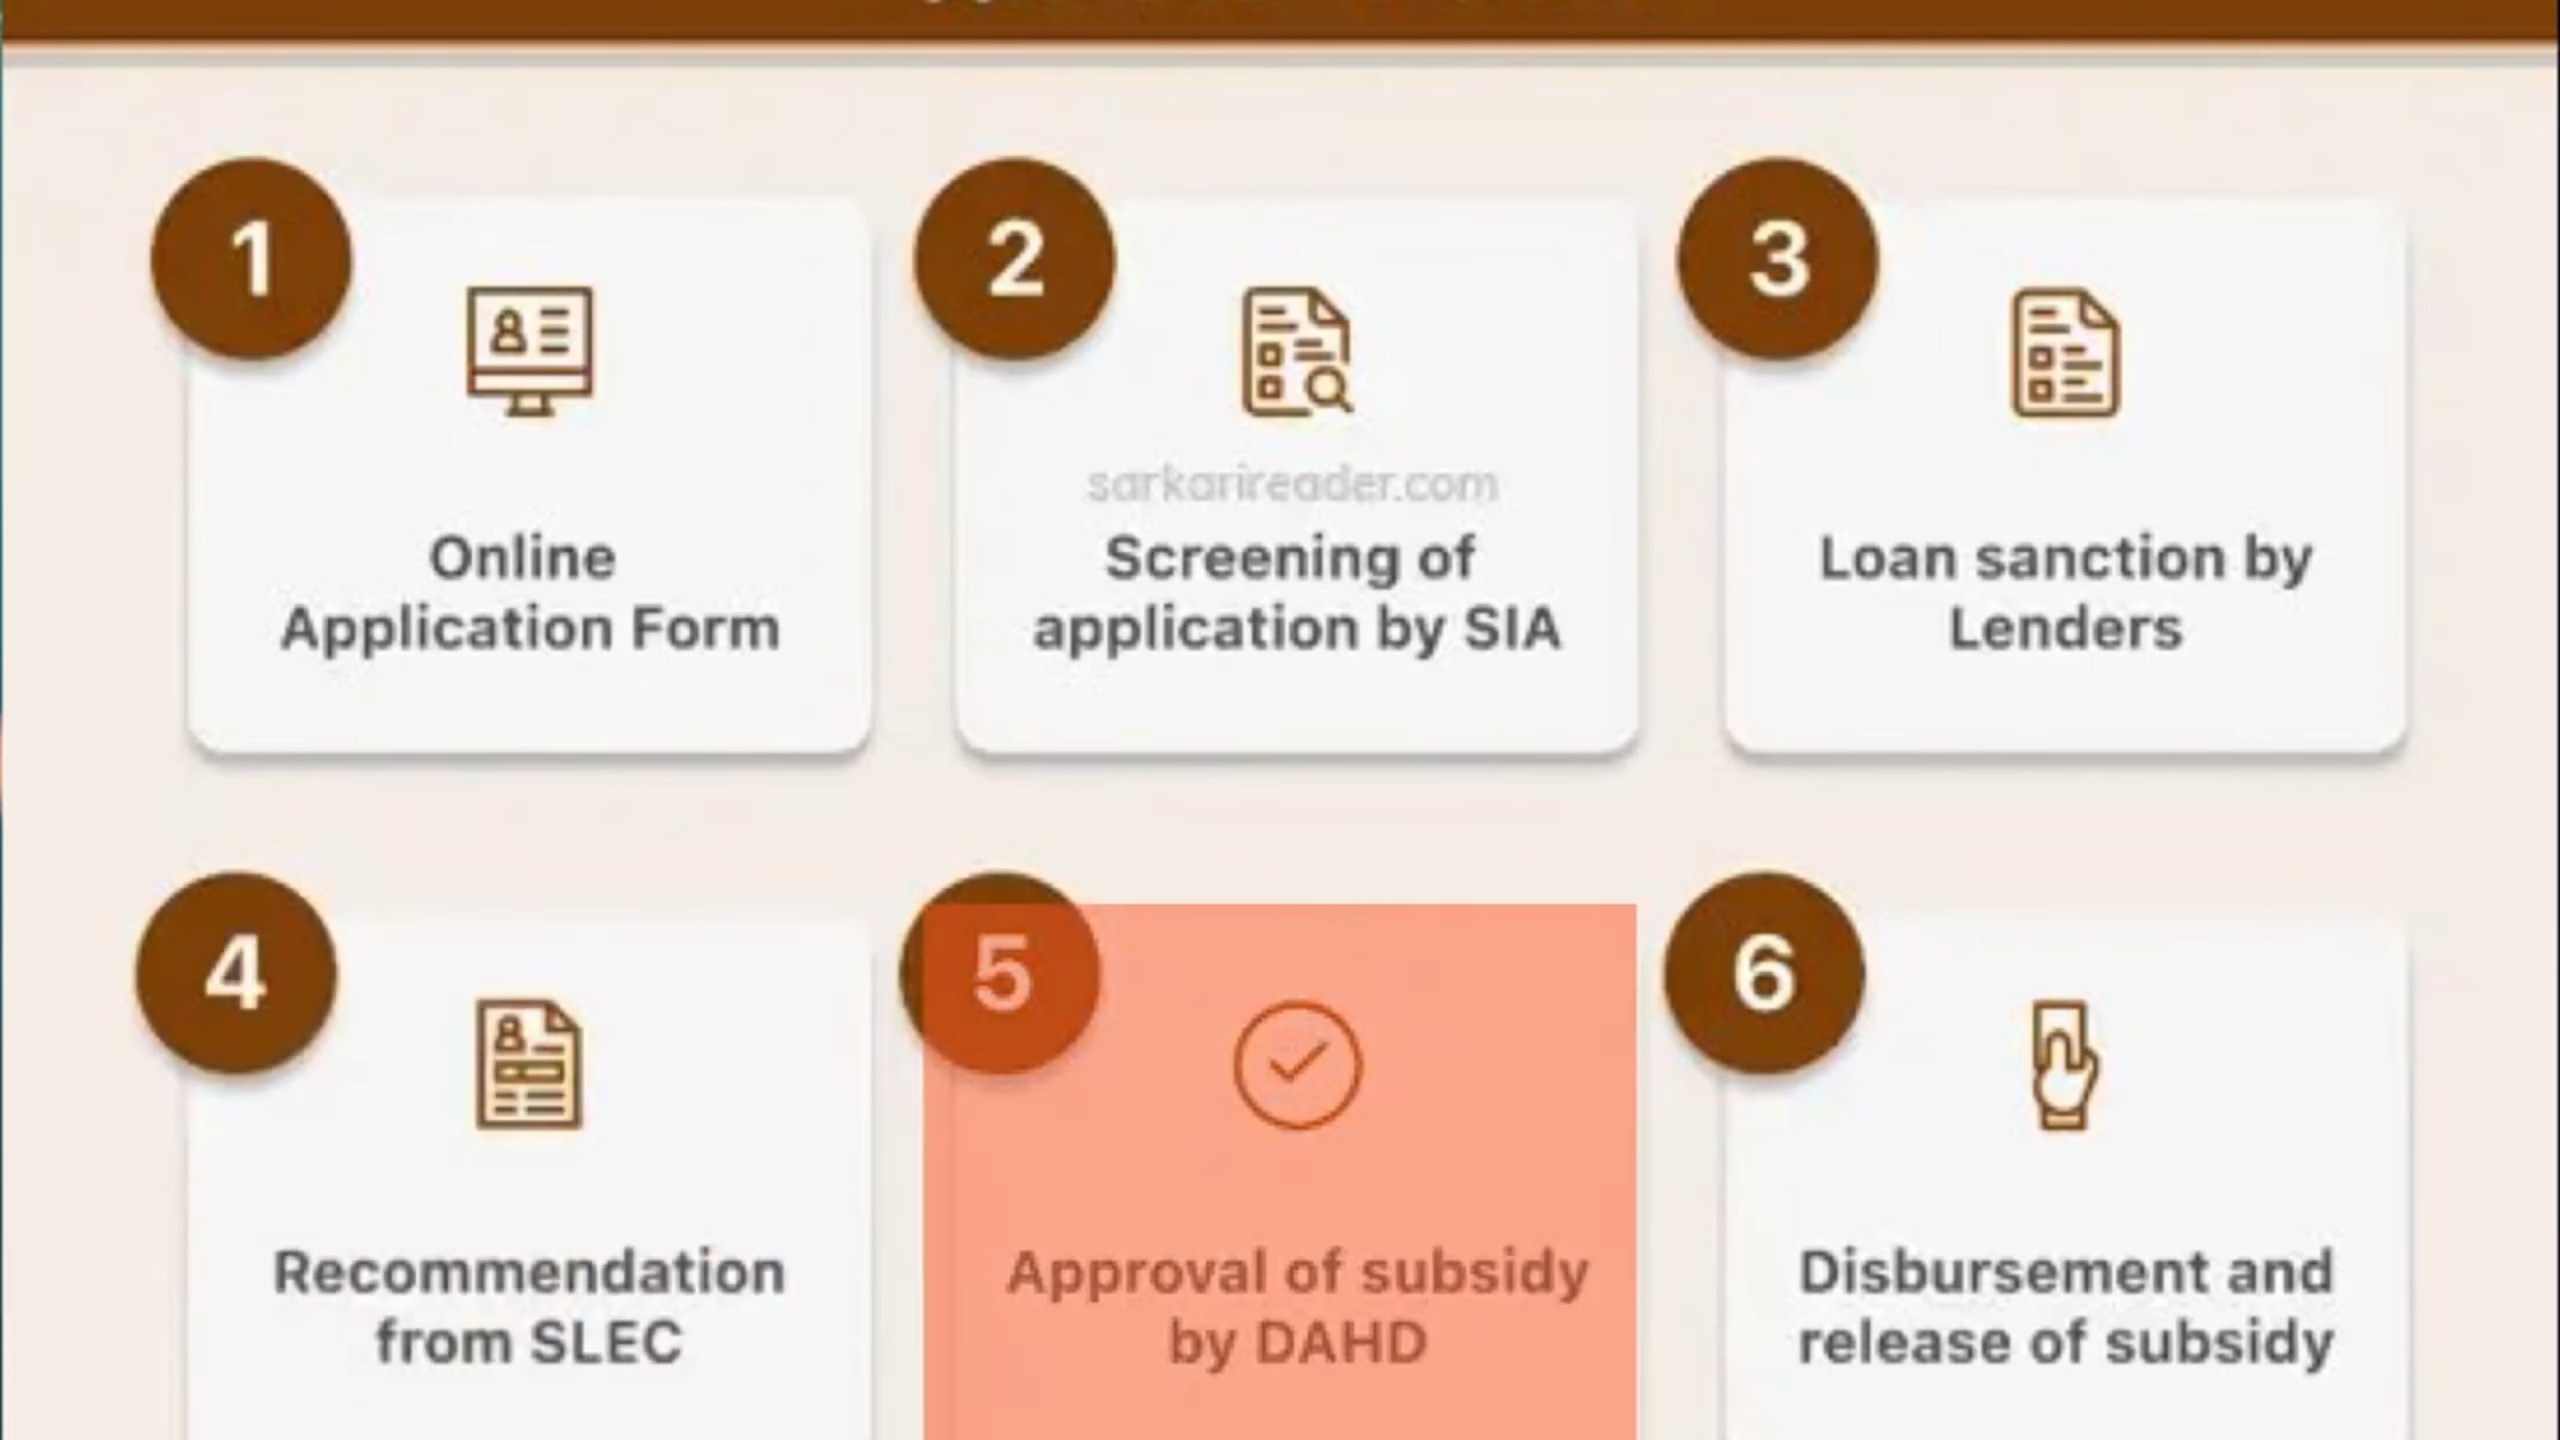 1
Online
Application Form
2
sarkarireader.com
Screening of
application by SIA
3
Loan sanction by
Lenders
4
Recommendation
from SLEC
5
Approval of subsidy
by DAHD
6
Disbursement and
release of subsidy